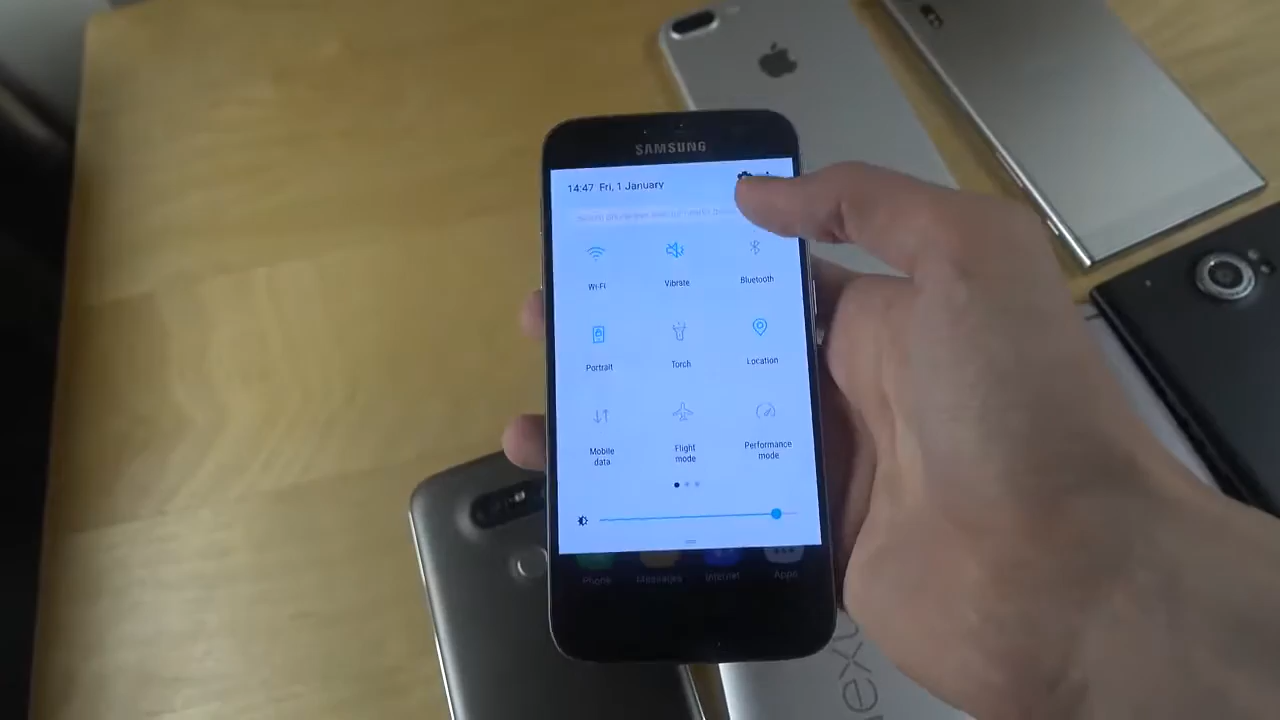 SAMSUNG
14:47 Fri, 1 January
Wi-Fi
Vibrate
Bluetooth
Portrait
Torch
Location
Mobile
data
Flight
mode
Performance
mode
Phone
Messages
Internet
Apps